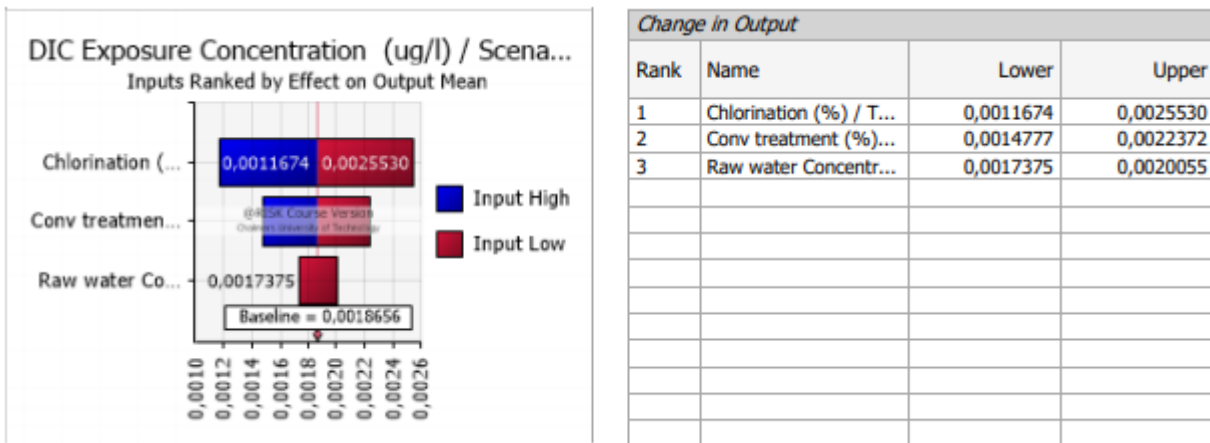 DIC Exposure Concentration (ug/l) / Scena...
Inputs Ranked by Effect on Output Mean
Chlorination (...
0,0011674
0,0025530
Conv treatmen...
@RISK Course Version
Chalmers University of Technology
Raw water Co...
0,0017375
Baseline = 0,0018656
Input High
Input Low
0,0010
0,0012
0,0014
0,0016
0,0018
0,0020
0,0022
0,0024
0,0026
Change in Output
Rank Name Lower Upper
1 Chlorination (%) / T... 0,0011674 0,0025530
2 Conv treatment (%)... 0,0014777 0,0022372
3 Raw water Concentr... 0,0017375 0,0020055